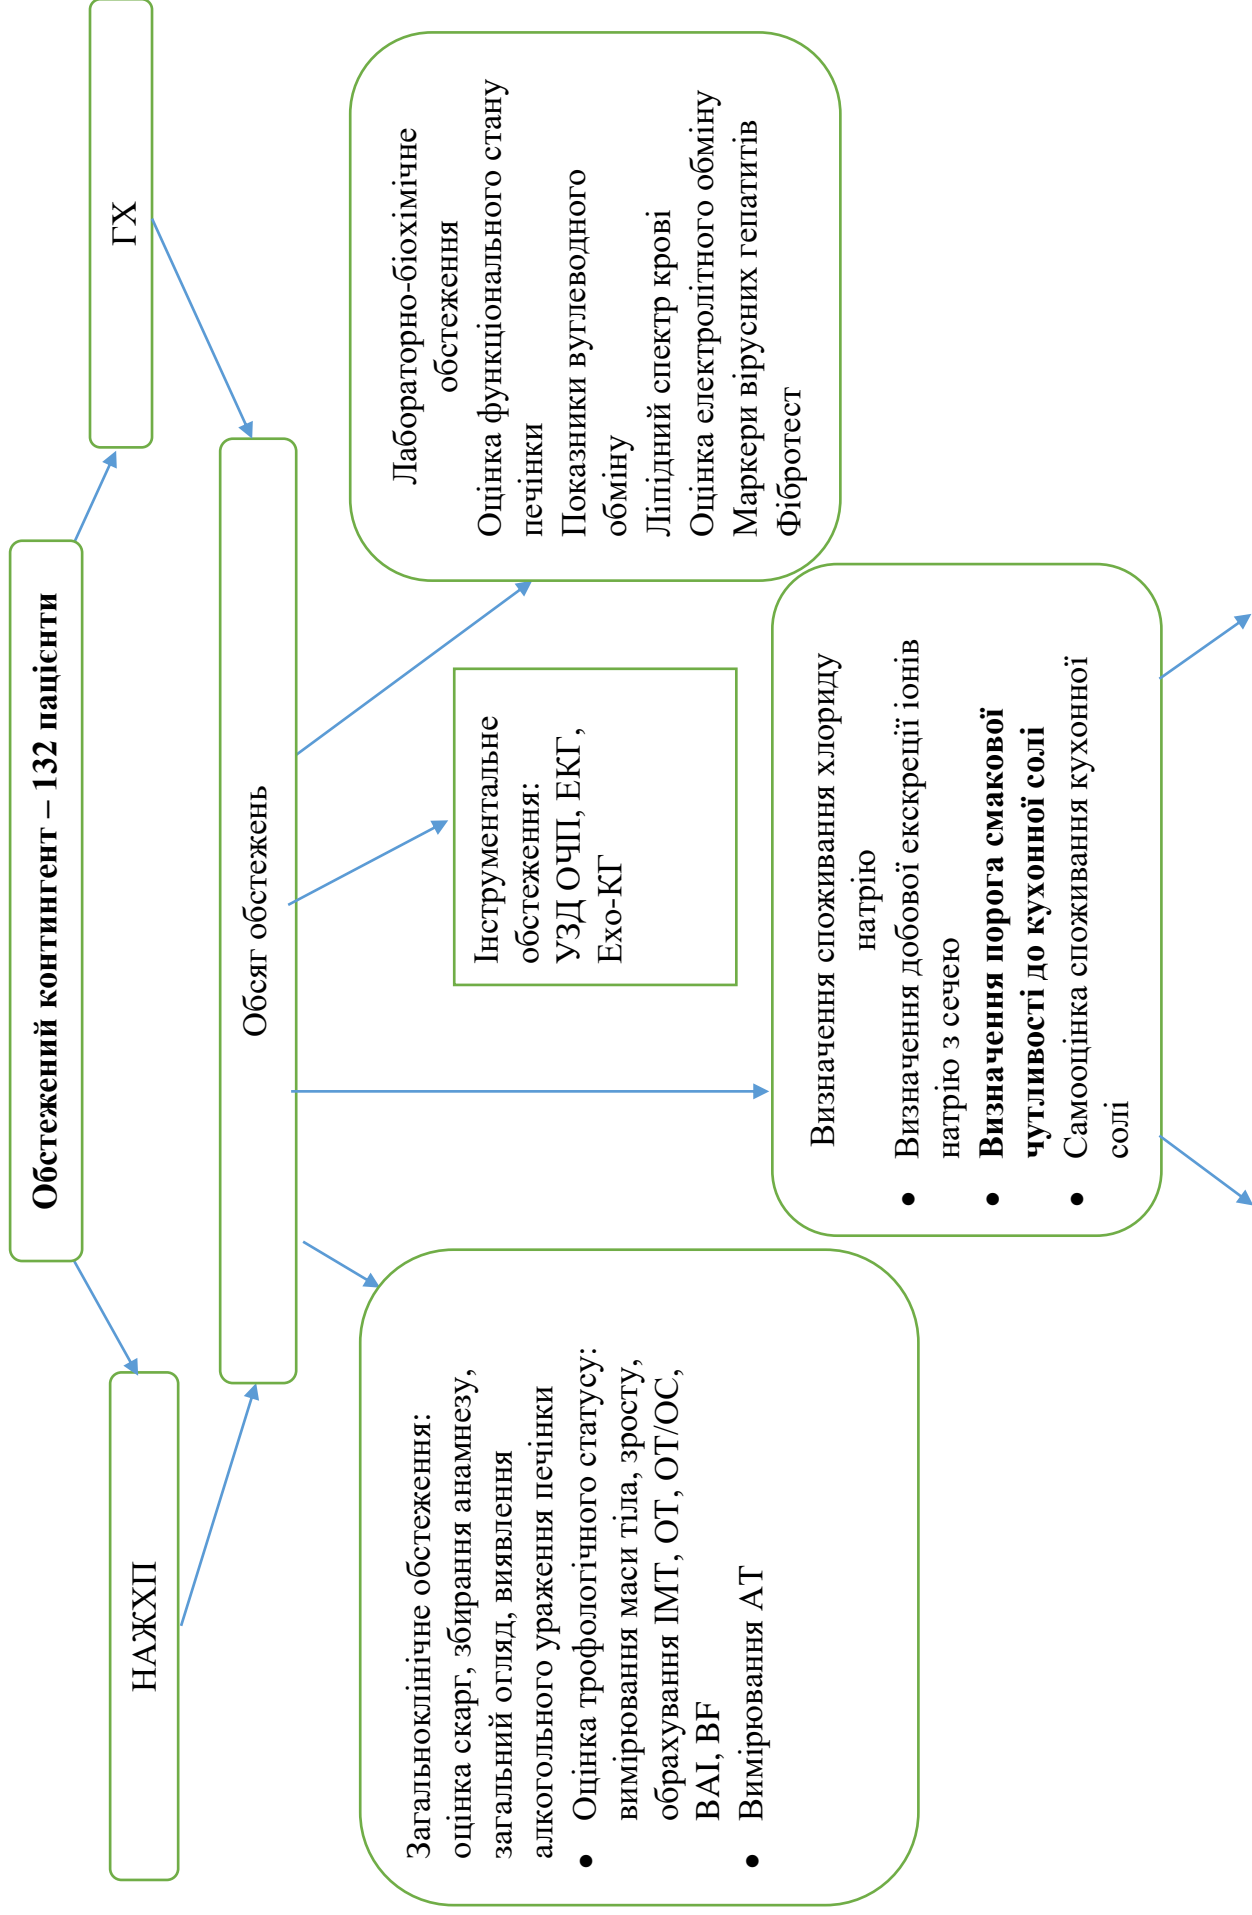 Обстежений контингент – 132 пацієнти
НАЖХП
ГХ
Обсяг обстежень
Загальноклінічне обстеження:
оцінка скарг, збирання анамнезу,
загальний огляд, виявлення
алкогольного ураження печінки
• Оцінка трофологічного статусу:
вимірювання маси тіла, зросту,
обрахування ІМТ, ОТ, ОТ/ОС,
BAI, BF
• Вимірювання АТ
Інструментальне
обстеження:
УЗД ОЧП, ЕКГ,
Ехо-КГ
Лабораторно-біохімічне
обстеження
Оцінка функціонального стану
печінки
Показники вуглеводного
обміну
Ліпідний спектр крові
Оцінка електролітного обміну
Маркери вірусних гепатитів
Фібротест
Визначення споживання хлориду
натрію
• Визначення добової екскреції іонів
натрію з сечею
• Визначення порога смакової
чутливості до кухонної солі
• Самооцінка споживання кухонної
солі